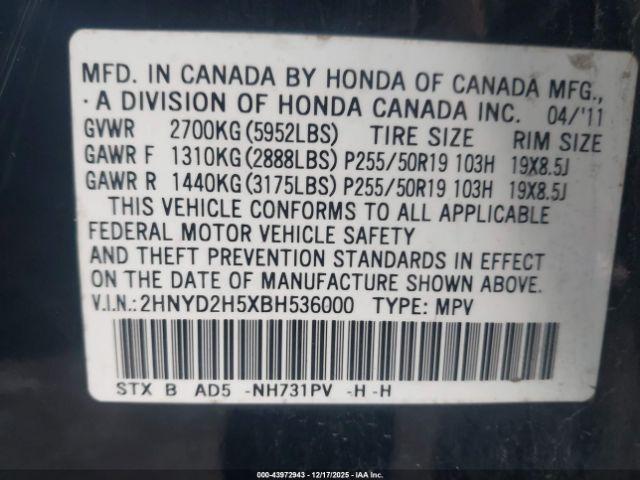 MFD. IN CANADA BY HONDA OF CANADA MFG.,
· A DIVISION OF HONDA CANADA INC. 04/'11
GVWR 2700KG(5952LBS) TIRE SIZE RIM SIZE
GAWR F 1310KG(2888LBS) P255/50R19 103H 19X8.5J
GAWR R 1440KG(3175LBS) P255/50R19 103H 19X8.5J
THIS VEHICLE CONFORMS TO ALL APPLICABLE
FEDERAL MOTOR VEHICLE SAFETY
AND THEFT PREVENTION STANDARDS IN EFFECT
ON THE DATE OF MANUFACTURE SHOWN ABOVE.
V.I.N.:2HNYD2H5XBH536000 TYPE: MPV
STX B AD5 -NH731PV -H -H
000-43972943 - 12/17/2025 - IAAI.COM